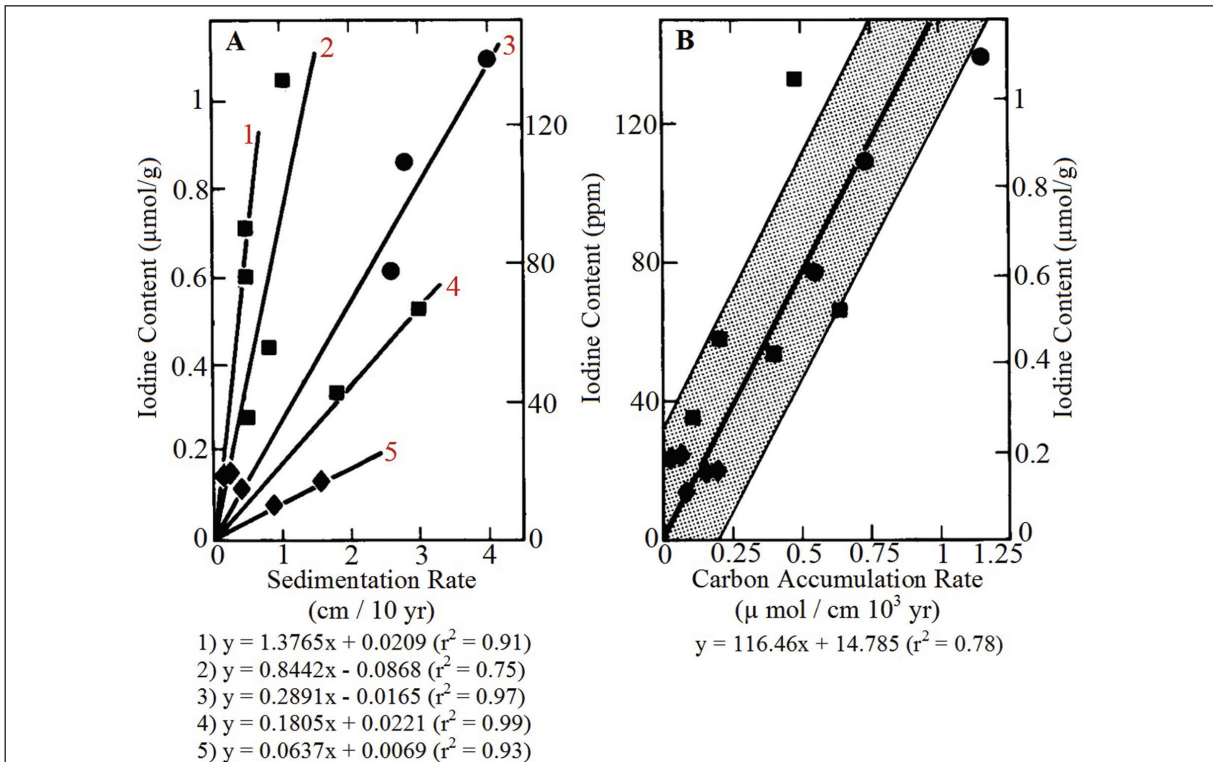 A
B
1
2
3
4
5
Iodine Content (µmol/g)
1
0.8
0.6
0.4
0.2
0
0 1 2 3 4
Sedimentation Rate
(cm / 10 yr)
120
80
40
0
Iodine Content (ppm)
1) y = 1.3765x + 0.0209 (r² = 0.91)
2) y = 0.8442x - 0.0868 (r² = 0.75)
3) y = 0.2891x - 0.0165 (r² = 0.97)
4) y = 0.1805x + 0.0221 (r² = 0.99)
5) y = 0.0637x + 0.0069 (r² = 0.93)
120
80
40
0
0 0.25 0.5 0.75 1 1.25
Carbon Accumulation Rate
(µ mol / cm 10³ yr)
1
0.8
0.6
0.4
0.2
0
Iodine Content (µmol/g)
y = 116.46x + 14.785 (r² = 0.78)